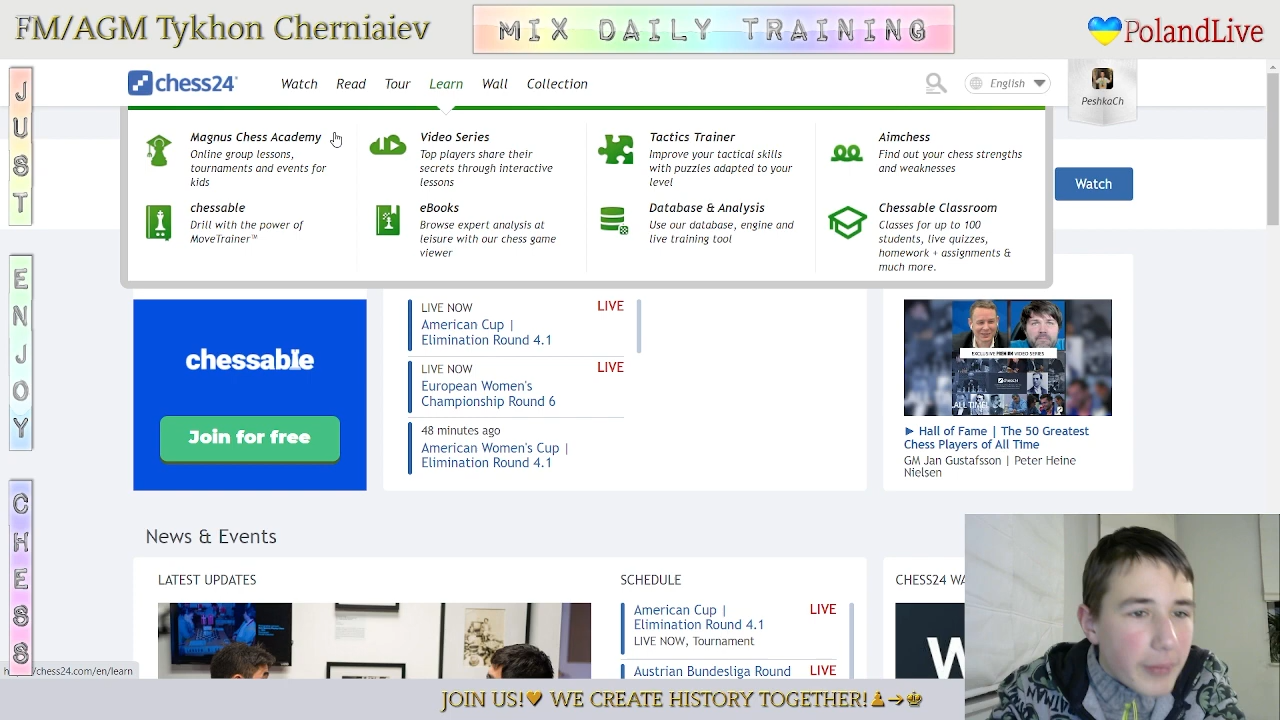 FM/AGM Tykhon Cherniaiev
MIX DAILY TRAINING
PolandLive
JUST
ENJOY
CHESS
chess24
Watch Read Tour Learn Wall Collection
English
PeshkaCh
Magnus Chess Academy
Online group lessons,
tournaments and events for
kids
Video Series
Top players share their
secrets through interactive
lessons
Tactics Trainer
Improve your tactical skills
with puzzles adapted to your
level
Aimchess
Find out your chess strengths
and weaknesses
chessable
Drill with the power of
MoveTrainer™
eBooks
Browse expert analysis at
leisure with our chess game
viewer
Database & Analysis
Use our database, engine and
live training tool
Chessable Classroom
Classes for up to 100
students, live quizzes,
homework + assignments &
much more.
Watch
chessable
Join for free
LIVE NOW LIVE
American Cup |
Elimination Round 4.1
LIVE NOW LIVE
European Women's
Championship Round 6
48 minutes ago
American Women's Cup |
Elimination Round 4.1
Hall of Fame | The 50 Greatest
Chess Players of All Time
GM Jan Gustafsson | Peter Heine
Nielsen
News & Events
LATEST UPDATES
SCHEDULE
American Cup | LIVE
Elimination Round 4.1
LIVE NOW, Tournament
Austrian Bundesliga Round LIVE
CHESS24 WA
W
/chess24.com/en/learn
JOIN US!♥ WE CREATE HISTORY TOGETHER!♟→♚